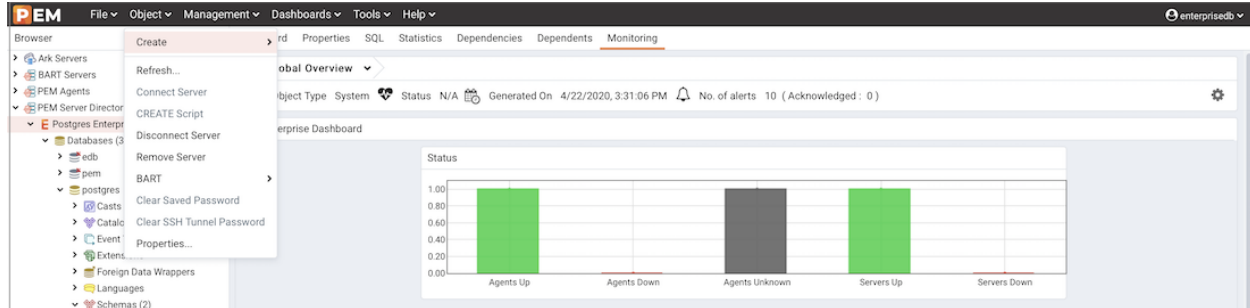 PEM File Object Management Dashboards Tools Help enterprisedb
Browser
rd Properties SQL Statistics Dependencies Dependents Monitoring
Ark Servers
BART Servers
PEM Agents
PEM Server Director
Postgres Enterpr
Databases (3
edb
pem
postgres
Casts
Catalo
Event
Extens
Foreign Data Wrappers
Languages
Schemas (2)
Create
Refresh...
Connect Server
CREATE Script
Disconnect Server
Remove Server
BART
Clear Saved Password
Clear SSH Tunnel Password
Properties...
obal Overview
bject Type System Status N/A Generated On 4/22/2020, 3:31:06 PM No. of alerts 10 (Acknowledged: 0)
erprise Dashboard
Status
1.00
0.80
0.60
0.40
0.20
0.00
Agents Up Agents Down Agents Unknown Servers Up Servers Down